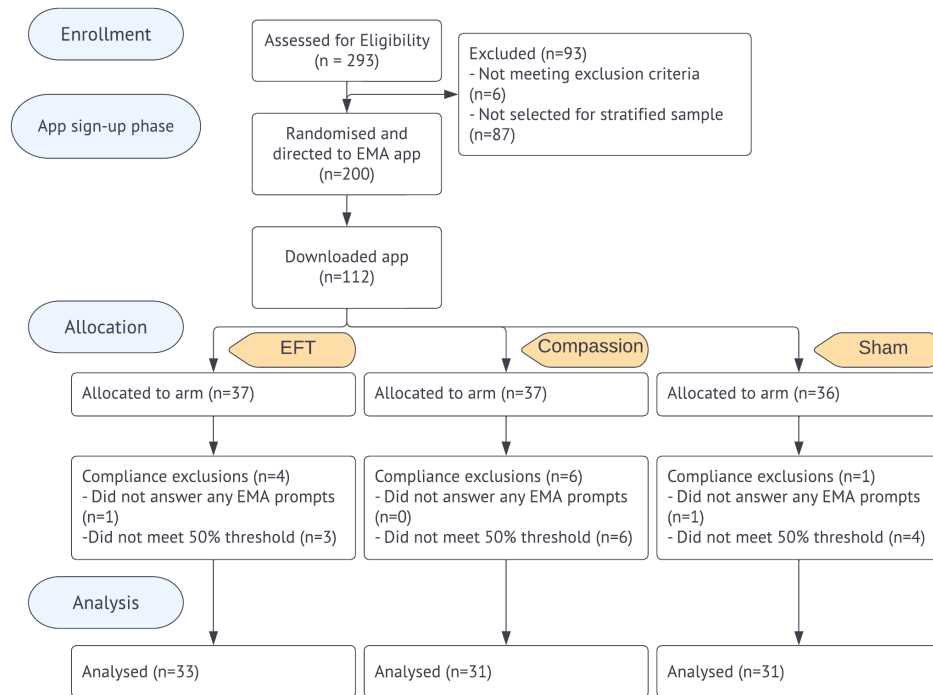 Enrollment
Assessed for Eligibility
(n = 293)
Excluded (n=93)
- Not meeting exclusion criteria
(n=6)
- Not selected for stratified sample
(n=87)
App sign-up phase
Randomised and
directed to EMA app
(n=200)
Downloaded app
(n=112)
Allocation
EFT
Compassion
Sham
Allocated to arm (n=37)
Allocated to arm (n=37)
Allocated to arm (n=36)
Compliance exclusions (n=4)
- Did not answer any EMA prompts
(n=1)
-Did not meet 50% threshold (n=3)
Compliance exclusions (n=6)
- Did not answer any EMA prompts
(n=0)
-Did not meet 50% threshold (n=6)
Compliance exclusions (n=1)
- Did not answer any EMA prompts
(n=1)
-Did not meet 50% threshold (n=4)
Analysis
Analysed (n=33)
Analysed (n=31)
Analysed (n=31)